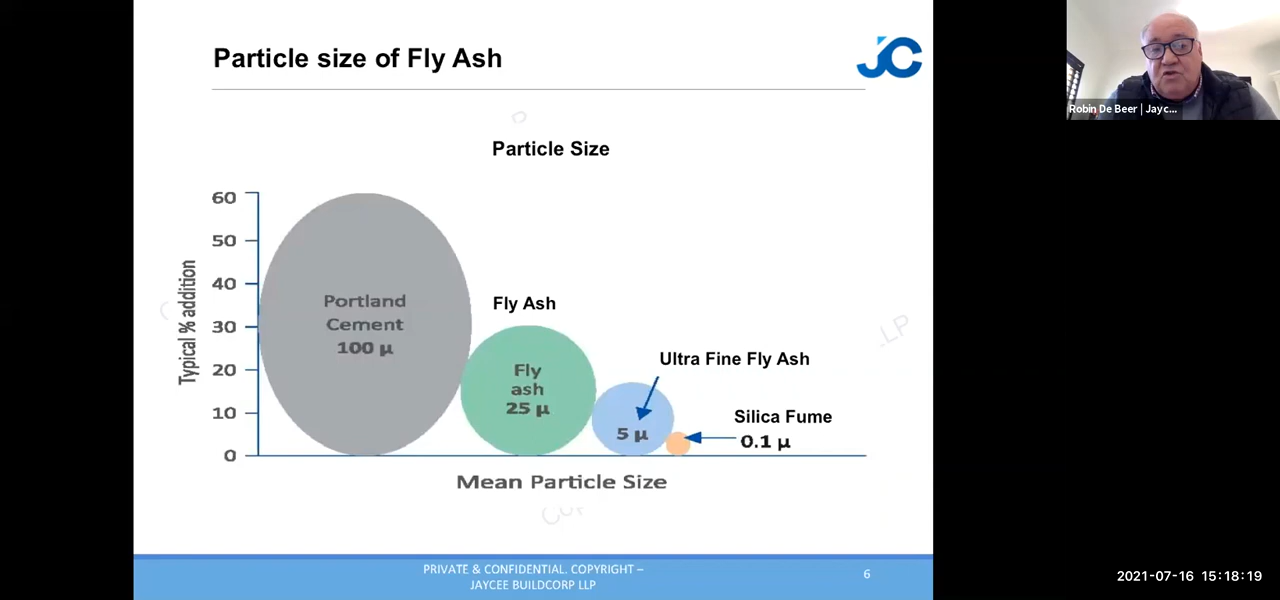 Particle size of Fly Ash
JC
Particle Size
60
50
40
30
20
10
0
Typical % addition
Portland
Cement
100 μ
Fly Ash
Fly
ash
25 μ
Ultra Fine Fly Ash
5 μ
Silica Fume
0.1 μ
Mean Particle Size
LP
PRIVATE & CONFIDENTIAL. COPYRIGHT –
JAYCEE BUILDCORP LLP
6
Robin De Beer | Jayc...
2021-07-16 15:18:19